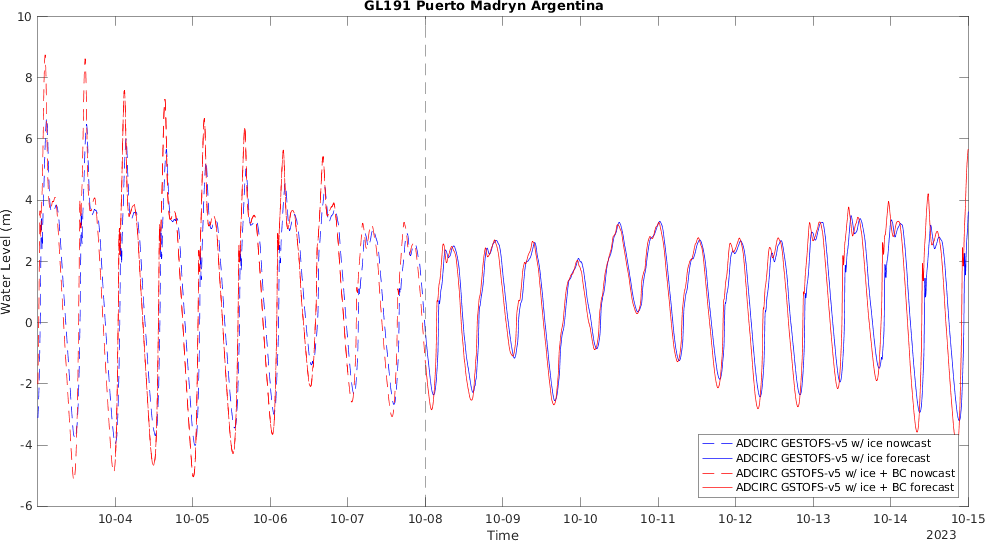 GL191 Puerto Madryn Argentina
10
8
6
4
2
0
-2
-4
-6
Water Level (m)
10-04 10-05 10-06 10-07 10-08 10-09 10-10 10-11 10-12 10-13 10-14 10-15
Time
2023
ADCIRC GESTOFS-v5 w/ ice nowcast
ADCIRC GESTOFS-v5 w/ ice forecast
ADCIRC GSTOFS-v5 w/ ice + BC nowcast
ADCIRC GSTOFS-v5 w/ ice + BC forecast